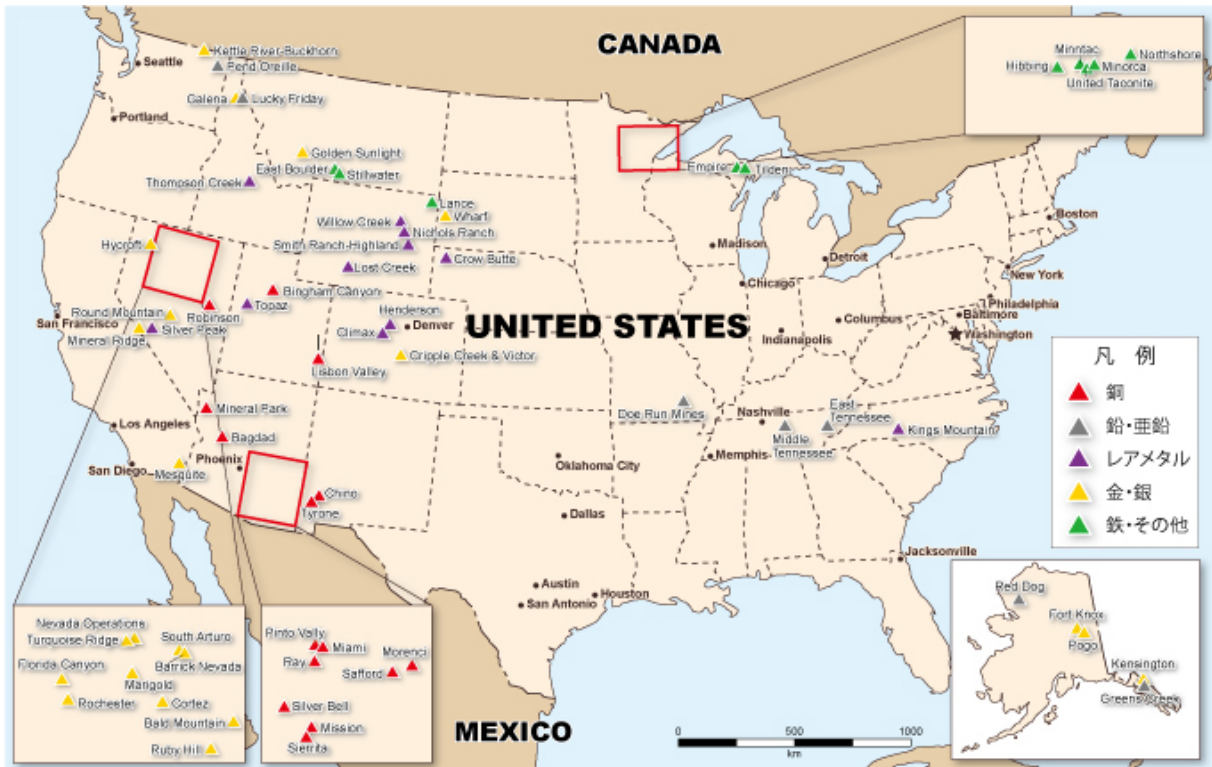 CANADA
UNITED STATES
MEXICO
Kettle River-Buckhorn
Seattle
Pend Oreille
Galena
Lucky Friday
Portland
Golden Sunlight
East Boulder
Stillwater
Thompson Creek
Lance
Wharf
Willow Creek
Nichols Ranch
Smith Ranch-Highland
Hycroft
Lost Creek
Crow Butte
Bingham Canyon
Round Mountain
Robinson
Topaz
Henderson
San Francisco
Silver Peak
Climax
Denver
Mineral Ridge
Cripple Creek & Victor
Lisbon Valley
Mineral Park
Los Angeles
Bagdad
Phoenix
San Diego
Mesquite
Chino
Tyrone
Empire
Tilden
Madison
Detroit
Boston
Chicago
New York
Philadelphia
Baltimore
Columbus
Indianapolis
Washington
Doe Run Mines
Nashville
East
Tennessee
Middle
Tennessee
Kings Mountain
Memphis
Oklahoma City
Dallas
Jacksonville
Austin
Houston
San Antonio
Minntac
Northshore
Hibbing
Minorca
United Taconite
凡 例
銅
鉛・亜鉛
レアメタル
金・銀
鉄・その他
Nevada Operations
Turquoise Ridge
South Arturo
Barrick Nevada
Florida Canyon
Marigold
Rochester
Cortez
Bald Mountain
Ruby Hill
Pinto Vally
Miami
Morenci
Ray
Safford
Silver Bell
Mission
Sierrita
Red Dog
Fort Knox
Pogo
Kensington
Greens Creek
0 500 1000
km